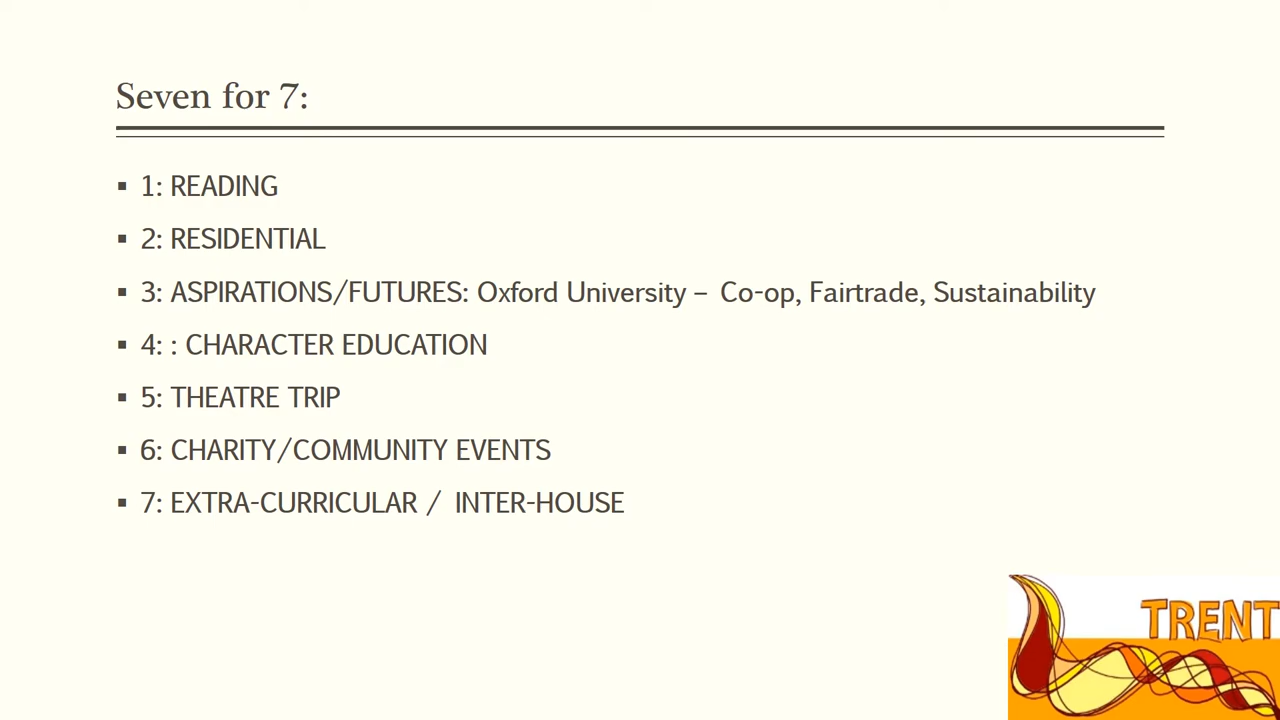 Seven for 7:
▪ 1: READING
▪ 2: RESIDENTIAL
▪ 3: ASPIRATIONS/FUTURES: Oxford University – Co-op, Fairtrade, Sustainability
▪ 4: : CHARACTER EDUCATION
▪ 5: THEATRE TRIP
▪ 6: CHARITY/COMMUNITY EVENTS
▪ 7: EXTRA-CURRICULAR / INTER-HOUSE
TRENT